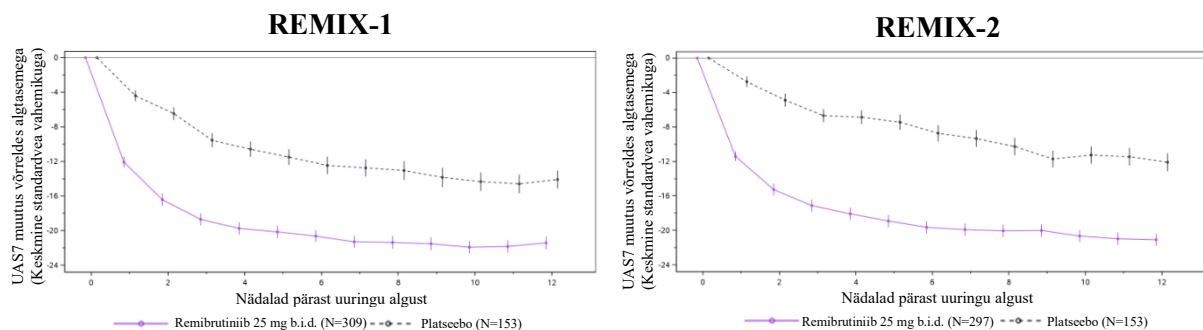 REMIX-1
UAS7 muutus võrreldes algtasemega
(Keskmine standardvea vahemikuga)
0
-4
-8
-12
-16
-20
-24
0 2 4 6 8 10 12
Nädalad pärast uuringu algust
Remibrutiniib 25 mg b.i.d. (N=309) Platseebo (N=153)
REMIX-2
UAS7 muutus võrreldes algtasemega
(Keskmine standardvea vahemikuga)
0
-4
-8
-12
-16
-20
-24
0 2 4 6 8 10 12
Nädalad pärast uuringu algust
Remibrutiniib 25 mg b.i.d. (N=297) Platseebo (N=153)